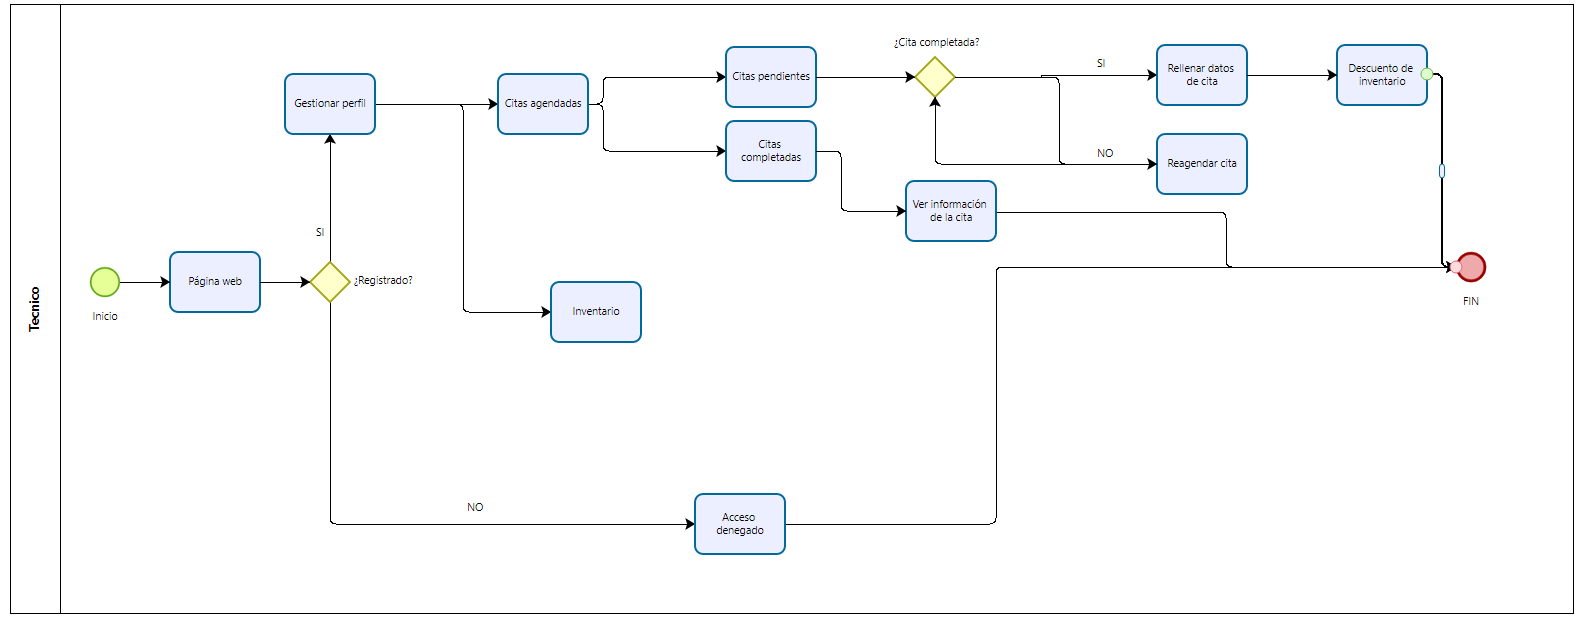 Tecnico
Inicio
Página web
¿Registrado?
SI
NO
Gestionar perfil
Citas agendadas
Inventario
Citas pendientes
Citas
completadas
¿Cita completada?
SI
NO
Rellenar datos
de cita
Descuento de
inventario
Reagendar cita
Ver información
de la cita
Acceso
denegado
FIN